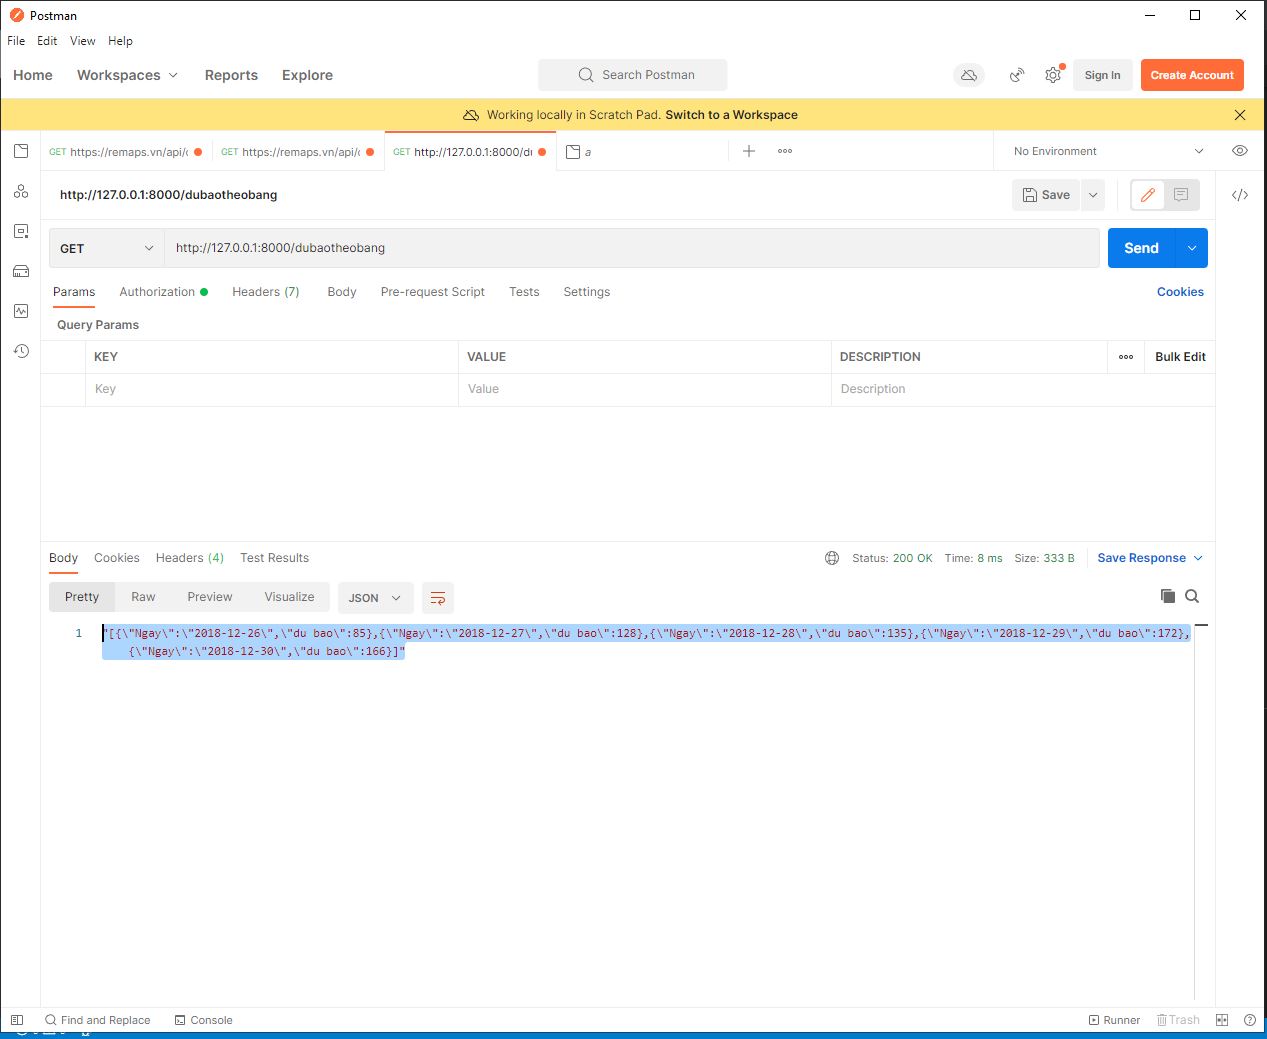 Postman
File Edit View Help
Home Workspaces Reports Explore Search Postman Sign In Create Account
Working locally in Scratch Pad. Switch to a Workspace
GET https://remaps.vn/api/ GET https://remaps.vn/api/ GET http://127.0.0.1:8000/du a No Environment
http://127.0.0.1:8000/dubaotheobang Save
GET http://127.0.0.1:8000/dubaotheobang Send
Params Authorization Headers (7) Body Pre-request Script Tests Settings Cookies
Query Params
KEY VALUE DESCRIPTION Bulk Edit
Key Value Description
Body Cookies Headers (4) Test Results Status: 200 OK Time: 8 ms Size: 333 B Save Response
Pretty Raw Preview Visualize JSON
1 "[{\"Ngay\":\"2018-12-26\",\"du bao\":85},{\"Ngay\":\"2018-12-27\",\"du bao\":128},{\"Ngay\":\"2018-12-28\",\"du bao\":135},{\"Ngay\":\"2018-12-29\",\"du bao\":172},
{\"Ngay\":\"2018-12-30\",\"du bao\":166}]"
Find and Replace Console Runner Trash